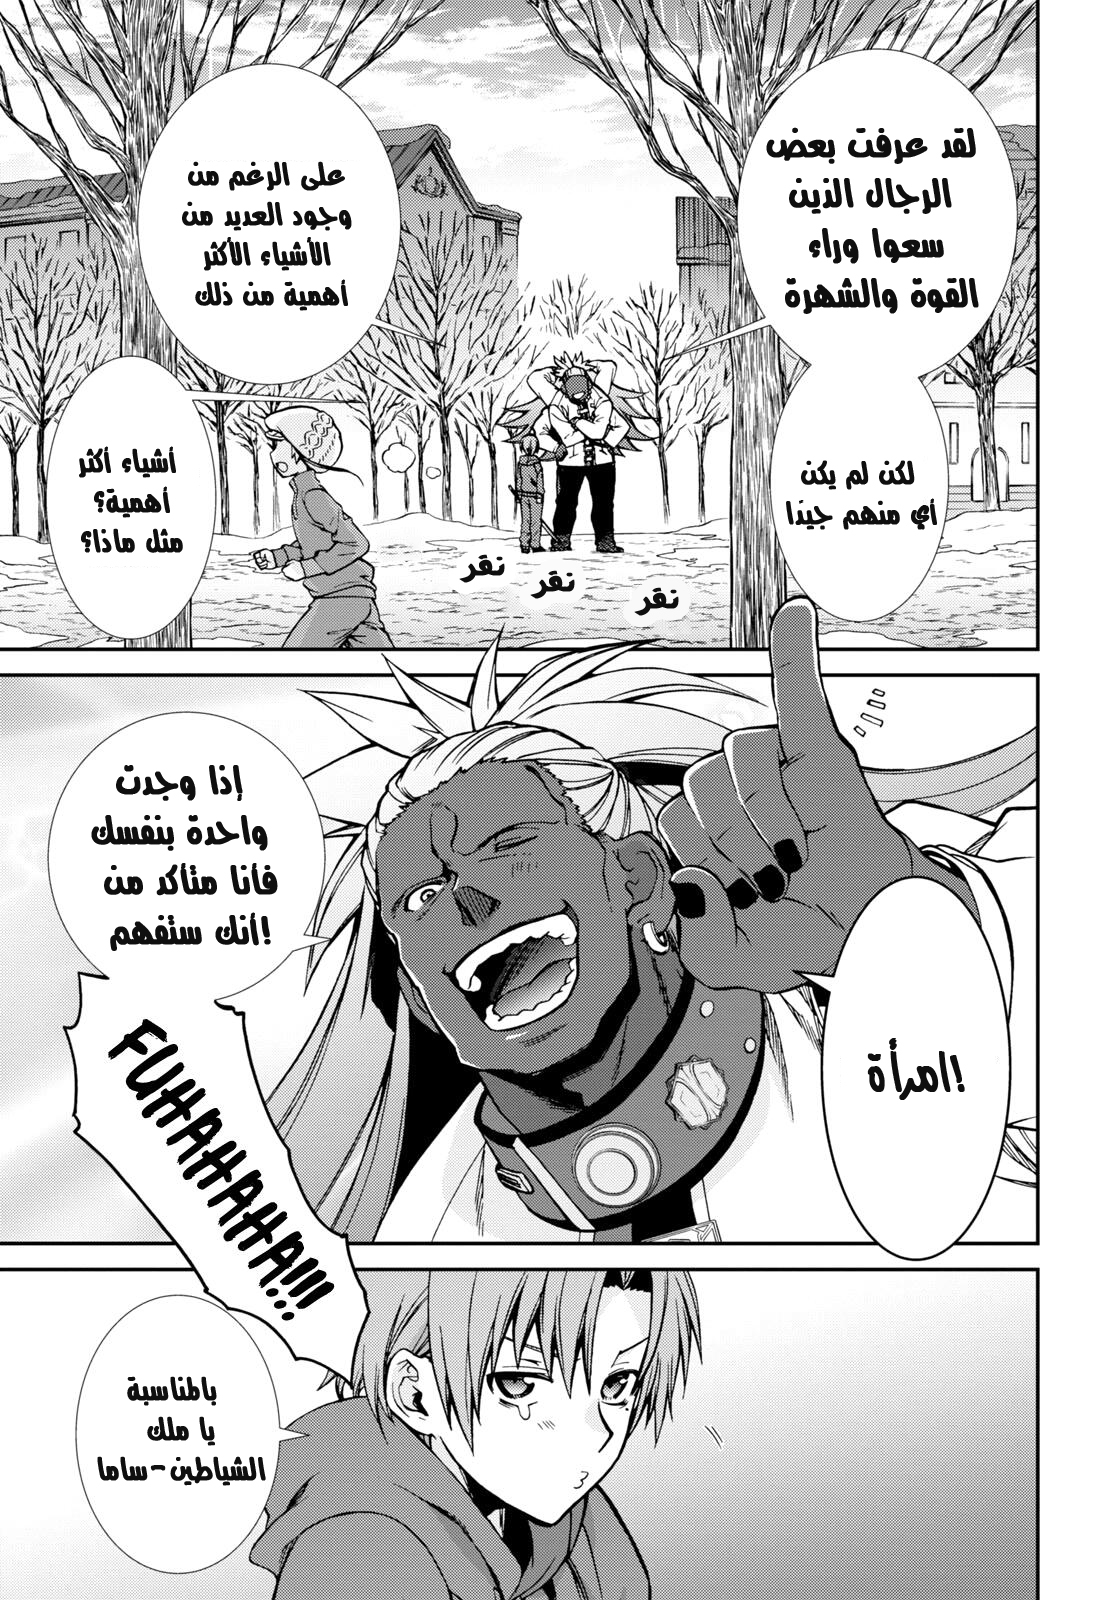 لقد عرفت بعض
الرجال الذين
سعوا وراء
القوة والشهرة
لكن لم يكن
أي منهم جيدًا
على الرغم من
وجود العديد من
الأشياء الأكثر
أهمية من ذلك
أشياء أكثر
أهمية؟
مثل ماذا؟
نقر
نقر
نقر
امرأة!
إذا وجدت
واحدة بنفسك
فأنا متأكد من
أنك ستفهم!
FUHAHAHAHA!!!
بالمناسبة
يا ملك
الشياطين-ساما